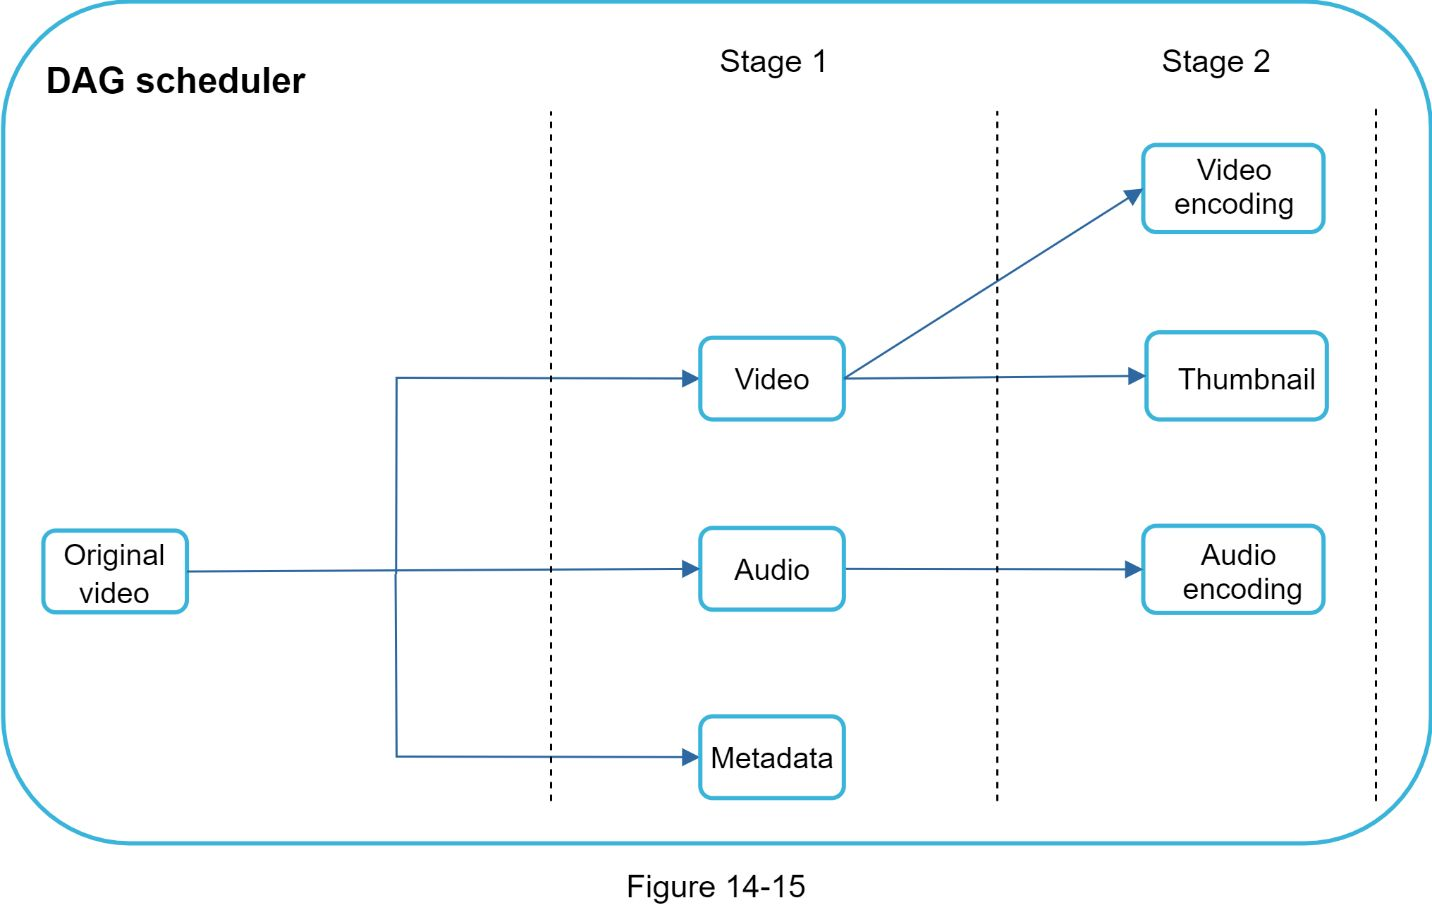 DAG scheduler
Stage 1
Stage 2
Video
encoding
Video
Thumbnail
Original
video
Audio
Audio
encoding
Metadata
Figure 14-15